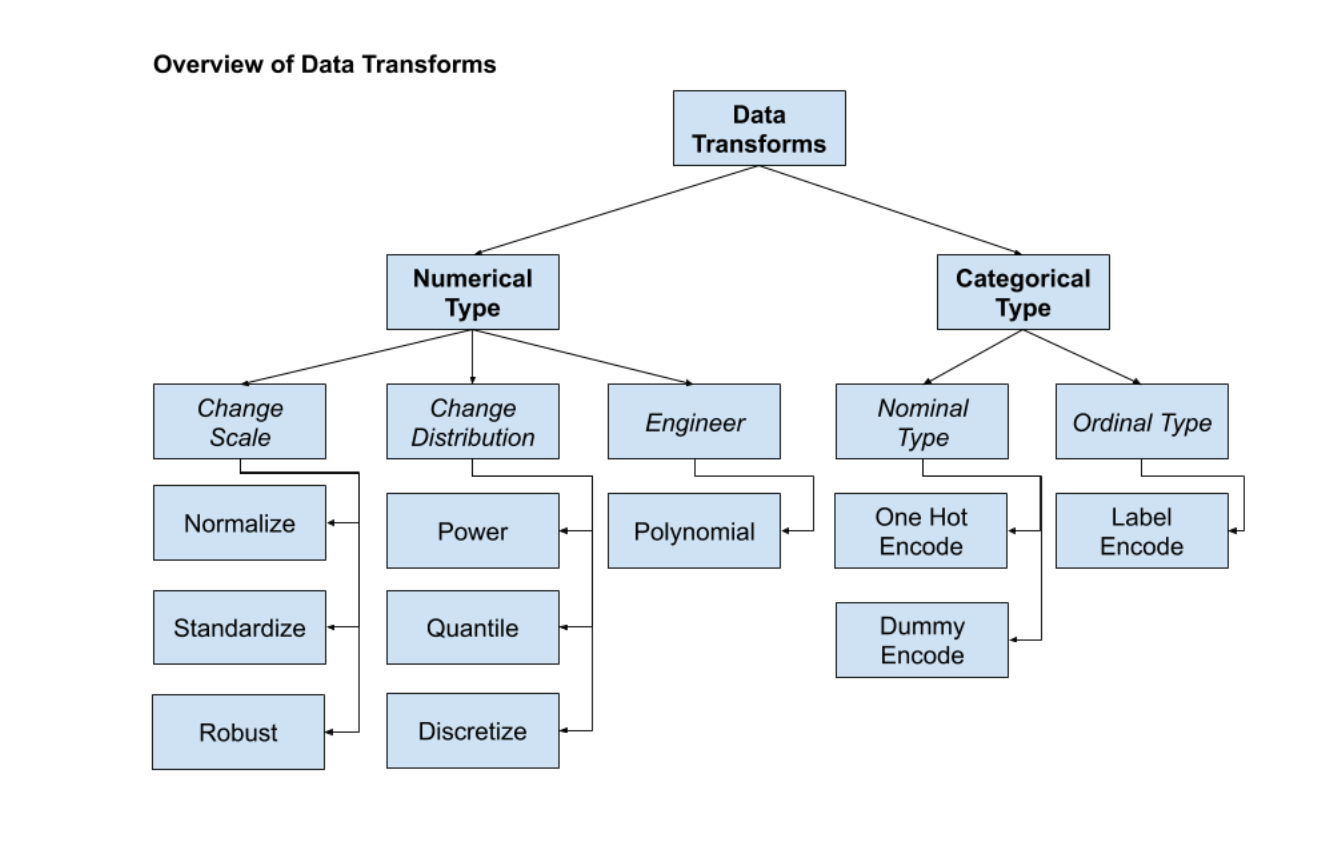 Overview of Data Transforms
Data
Transforms
Numerical
Type
Categorical
Type
Change
Scale
Change
Distribution
Engineer
Nominal
Type
Ordinal Type
Normalize
Power
Polynomial
One Hot
Encode
Label
Encode
Standardize
Quantile
Dummy
Encode
Robust
Discretize